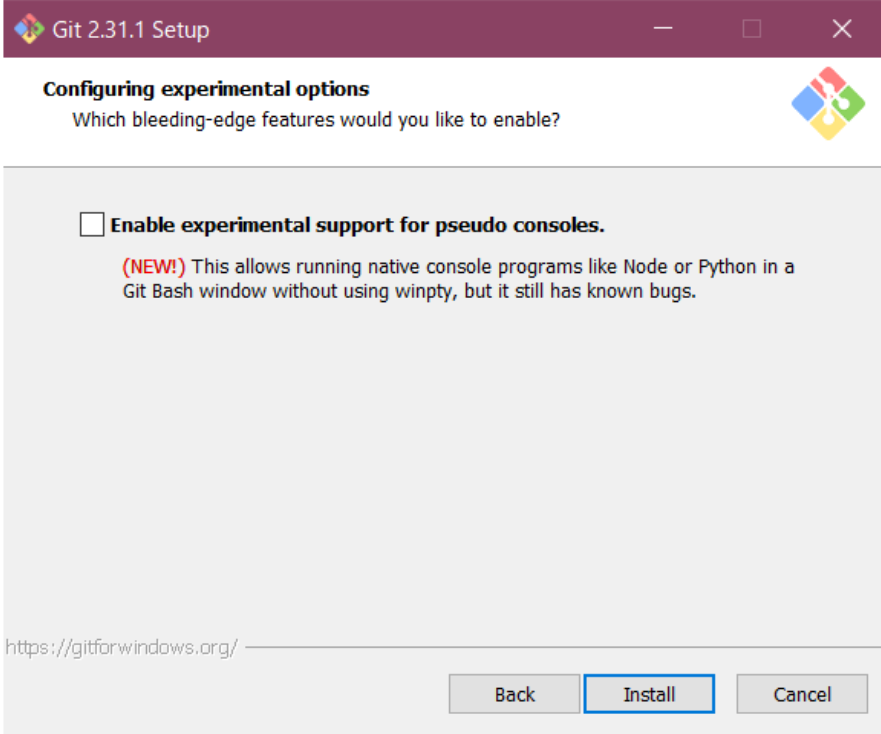 Git 2.31.1 Setup
Configuring experimental options
Which bleeding-edge features would you like to enable?
Enable experimental support for pseudo consoles.
(NEW!) This allows running native console programs like Node or Python in a
Git Bash window without using winpty, but it still has known bugs.
https://gitforwindows.org/
Back
Install
Cancel